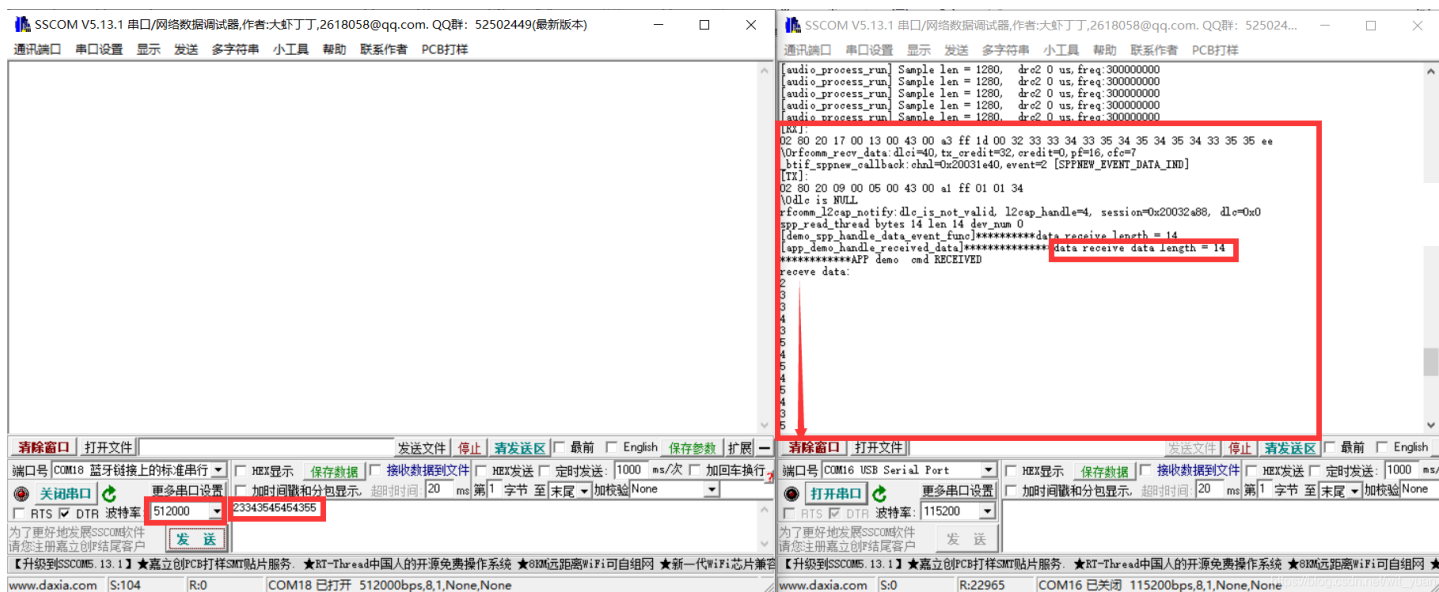 SSCOM V5.13.1 串口/网络数据调试器,作者:大虾丁丁,2618058@qq.com. QQ群: 52502449(最新版本)
通讯端口 串口设置 显示 发送 多字符串 小工具 帮助 联系作者 PCB打样
清除窗口 打开文件 发送文件 停止 清发送区 最前 English 保存参数 扩展 —
端口号 COM18 蓝牙链接上的标准串行 HEX显示 保存数据 接收数据到文件 HEX发送 定时发送: 1000 ms/次 加回车换行
关闭串口 更多串口设置 加时间戳和分包显示, 超时时间: 20 ms 第 1 字节 至 末尾 加校验 None
RTS DTR 波特率: 512000 23343545454355
为了更好地发展SSCOM软件
请您注册嘉立创F结尾客户
发 送
【升级到SSCOM5.13.1】★嘉立创PCB打样SMT贴片服务. ★RT-Thread中国人的开源免费操作系统 ★8KM远距离WiFi可自组网 ★新一代WiFi芯片兼容
www.daxia.com S:104 R:0 COM18 已打开 512000bps,8,1,None,None
SSCOM V5.13.1 串口/网络数据调试器,作者:大虾丁丁,2618058@qq.com. QQ群: 525024...
通讯端口 串口设置 显示 发送 多字符串 小工具 帮助 联系作者 PCB打样
[audio_process_run] Sample len = 1280, drc2 0 us,freq:300000000
[audio_process_run] Sample len = 1280, drc2 0 us,freq:300000000
[audio_process_run] Sample len = 1280, drc2 0 us,freq:300000000
[audio_process_run] Sample len = 1280, drc2 0 us,freq:300000000
[audio_process_run] Sample len = 1280, drc2 0 us,freq:300000000
[RX]:
02 80 20 17 00 13 00 43 00 a3 ff 1d 00 32 33 33 34 33 35 34 35 34 35 34 33 35 35 ee
\0rfcomm_recv_data:dlci=40,tx_credit=32,credit=0,pf=16,cfc=7
_btif_sppnew_callback:chnl=0x20031e40,event=2 [SPPNEW_EVENT_DATA_IND]
[TX]:
02 80 20 09 00 05 00 43 00 a1 ff 01 01 34
\0dlc is NULL
rfcomm_l2cap_notify:dlc_is_not_valid, l2cap_handle=4, session=0x20032a88, dlc=0x0
spp_read_thread bytes 14 len 14 dev_num 0
[demo_spp_handle_data_event_func]**********data receive length = 14
[app_demo_handle_received_data]***************data receive data length = 14
************APP demo cmd RECEIVED
receve data:
2
3
3
4
3
5
4
5
4
5
4
3
5
清除窗口 打开文件 发送文件 停止 清发送区 最前 English
端口号 COM16 USB Serial Port HEX显示 保存数据 接收数据到文件 HEX发送 定时发送: 1000 ms/
打开串口 更多串口设置 加时间戳和分包显示, 超时时间: 20 ms 第 1 字节 至 末尾 加校验 None
RTS DTR 波特率: 115200
为了更好地发展SSCOM软件
请您注册嘉立创F结尾客户
发 送
【升级到SSCOM5.13.1】★嘉立创PCB打样SMT贴片服务. ★RT-Thread中国人的开源免费操作系统 ★8KM远距离WiFi可自组网 ★
www.daxia.com S:0 R:22965 COM16 已关闭 115200bps,8,1,None,None